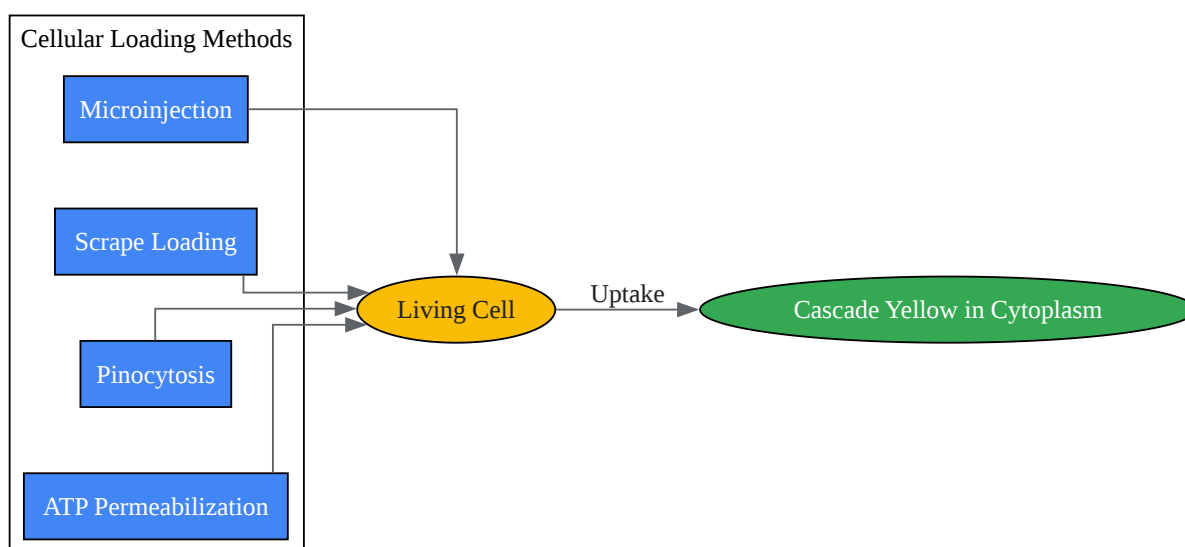 Cellular Loading Methods
Microinjection
Scrape Loading
Pinocytosis
ATP Permeabilization
Living Cell
Uptake
Cascade Yellow in Cytoplasm